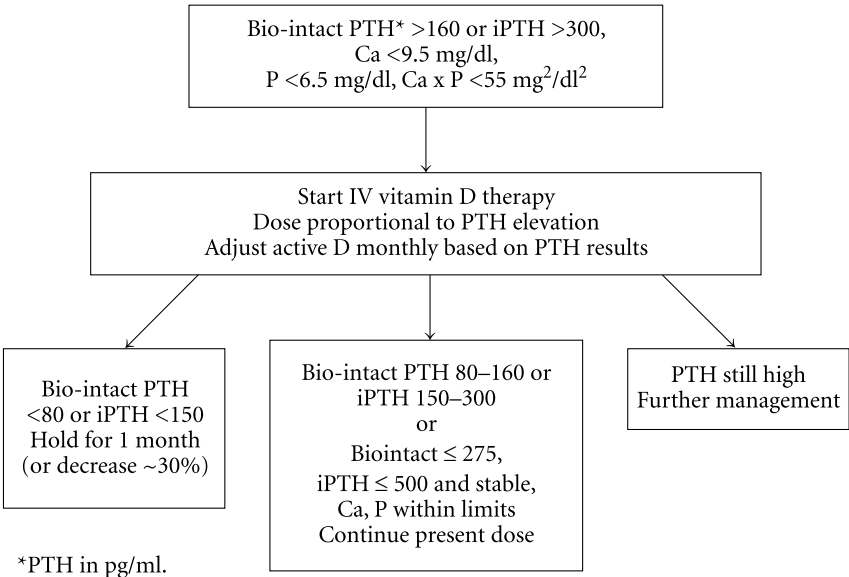 Bio-intact PTH* >160 or iPTH >300,
Ca <9.5 mg/dl,
P <6.5 mg/dl, Ca x P <55 mg²/dl²
Start IV vitamin D therapy
Dose proportional to PTH elevation
Adjust active D monthly based on PTH results
Bio-intact PTH
<80 or iPTH <150
Hold for 1 month
(or decrease ~30%)
Bio-intact PTH 80–160 or
iPTH 150–300
or
Biointact ≤ 275,
iPTH ≤ 500 and stable,
Ca, P within limits
Continue present dose
PTH still high
Further management
*PTH in pg/ml.